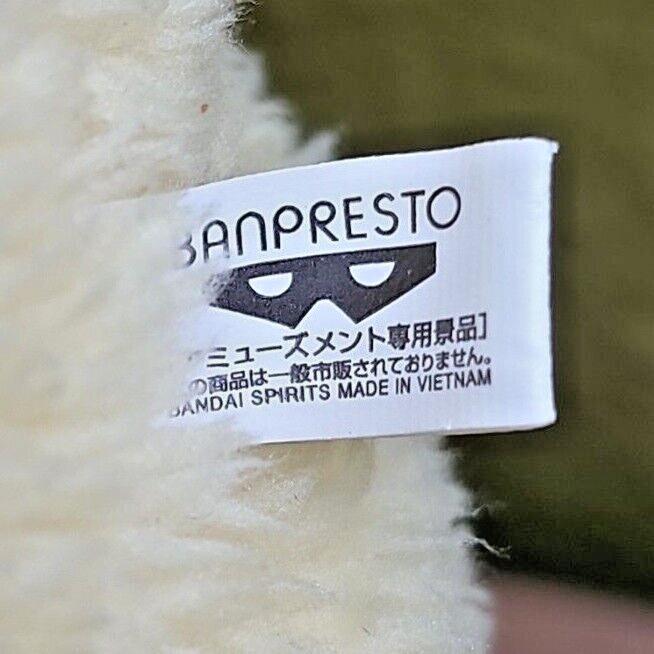 BANPRESTO
ミューズメント専用景品]
の商品は一般市販されておりません。
BANDAI SPIRITS MADE IN VIETNAM